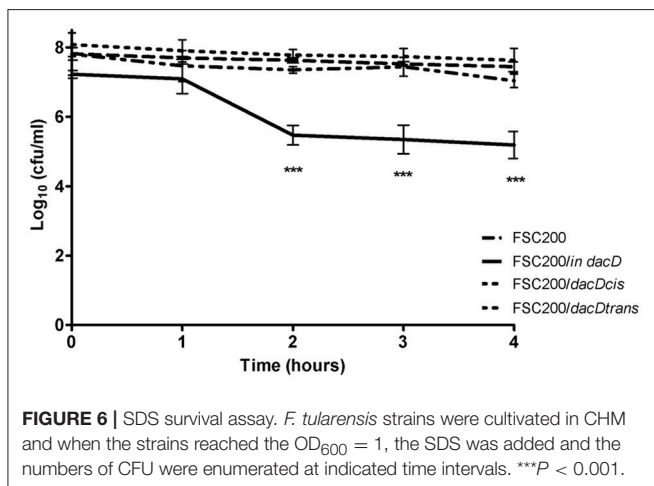 Log10 (cfu/ml)
8
6
4
2
0
0 1 2 3 4
*** *** ***
Time (hours)
FSC200
FSC200/in dacD
FSC200/dacDcis
FSC200/dacDtrans
FIGURE 6 | SDS survival assay. F. tularensis strains were cultivated in CHM
and when the strains reached the OD600 = 1, the SDS was added and the
numbers of CFU were enumerated at indicated time intervals. ***P < 0.001.